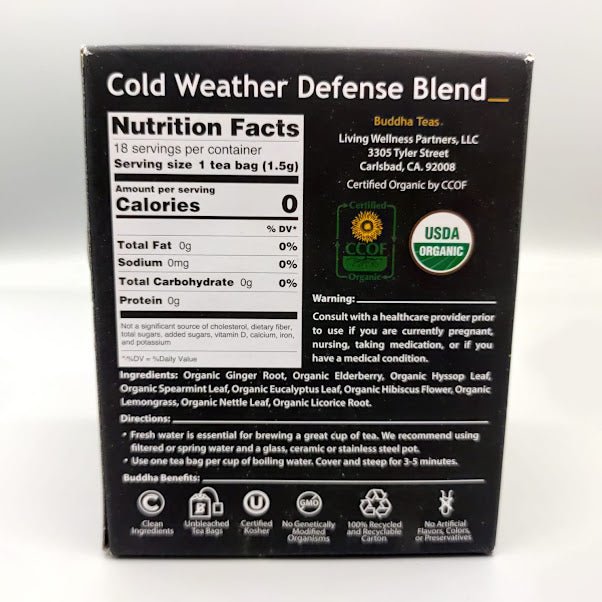 Cold Weather Defense Blend_
Nutrition Facts
18 servings per container
Serving size 1 tea bag (1.5g)
Amount per serving
Calories 0
% DV*
Total Fat 0g 0%
Sodium 0mg 0%
Total Carbohydrate 0g 0%
Protein 0g
Not a significant source of cholesterol, dietary fiber,
total sugars, added sugars, vitamin D, calcium, iron,
and potassium
*%DV = %Daily Value
Buddha Teas
Living Wellness Partners, LLC
3305 Tyler Street
Carlsbad, CA. 92008
Certified Organic by CCOF
Certified
CCOF
Organic
USDA
ORGANIC
Warning:
Consult with a healthcare provider prior
to use if you are currently pregnant,
nursing, taking medication, or if you
have a medical condition.
Ingredients: Organic Ginger Root, Organic Elderberry, Organic Hyssop Leaf,
Organic Spearmint Leaf, Organic Eucalyptus Leaf, Organic Hibiscus Flower, Organic
Lemongrass, Organic Nettle Leaf, Organic Licorice Root.
Directions:
• Fresh water is essential for brewing a great cup of tea. We recommend using
filtered or spring water and a glass, ceramic or stainless steel pot.
• Use one tea bag per cup of boiling water. Cover and steep for 3-5 minutes.
Buddha Benefits:
C
B
U
GMO
Clean
Ingredients
Unbleached
Tea Bags
Certified
Kosher
No Genetically
Modified
Organisms
100% Recycled
and Recyclable
Carton
No Artificial
Flavors, Colors,
or Preservatives